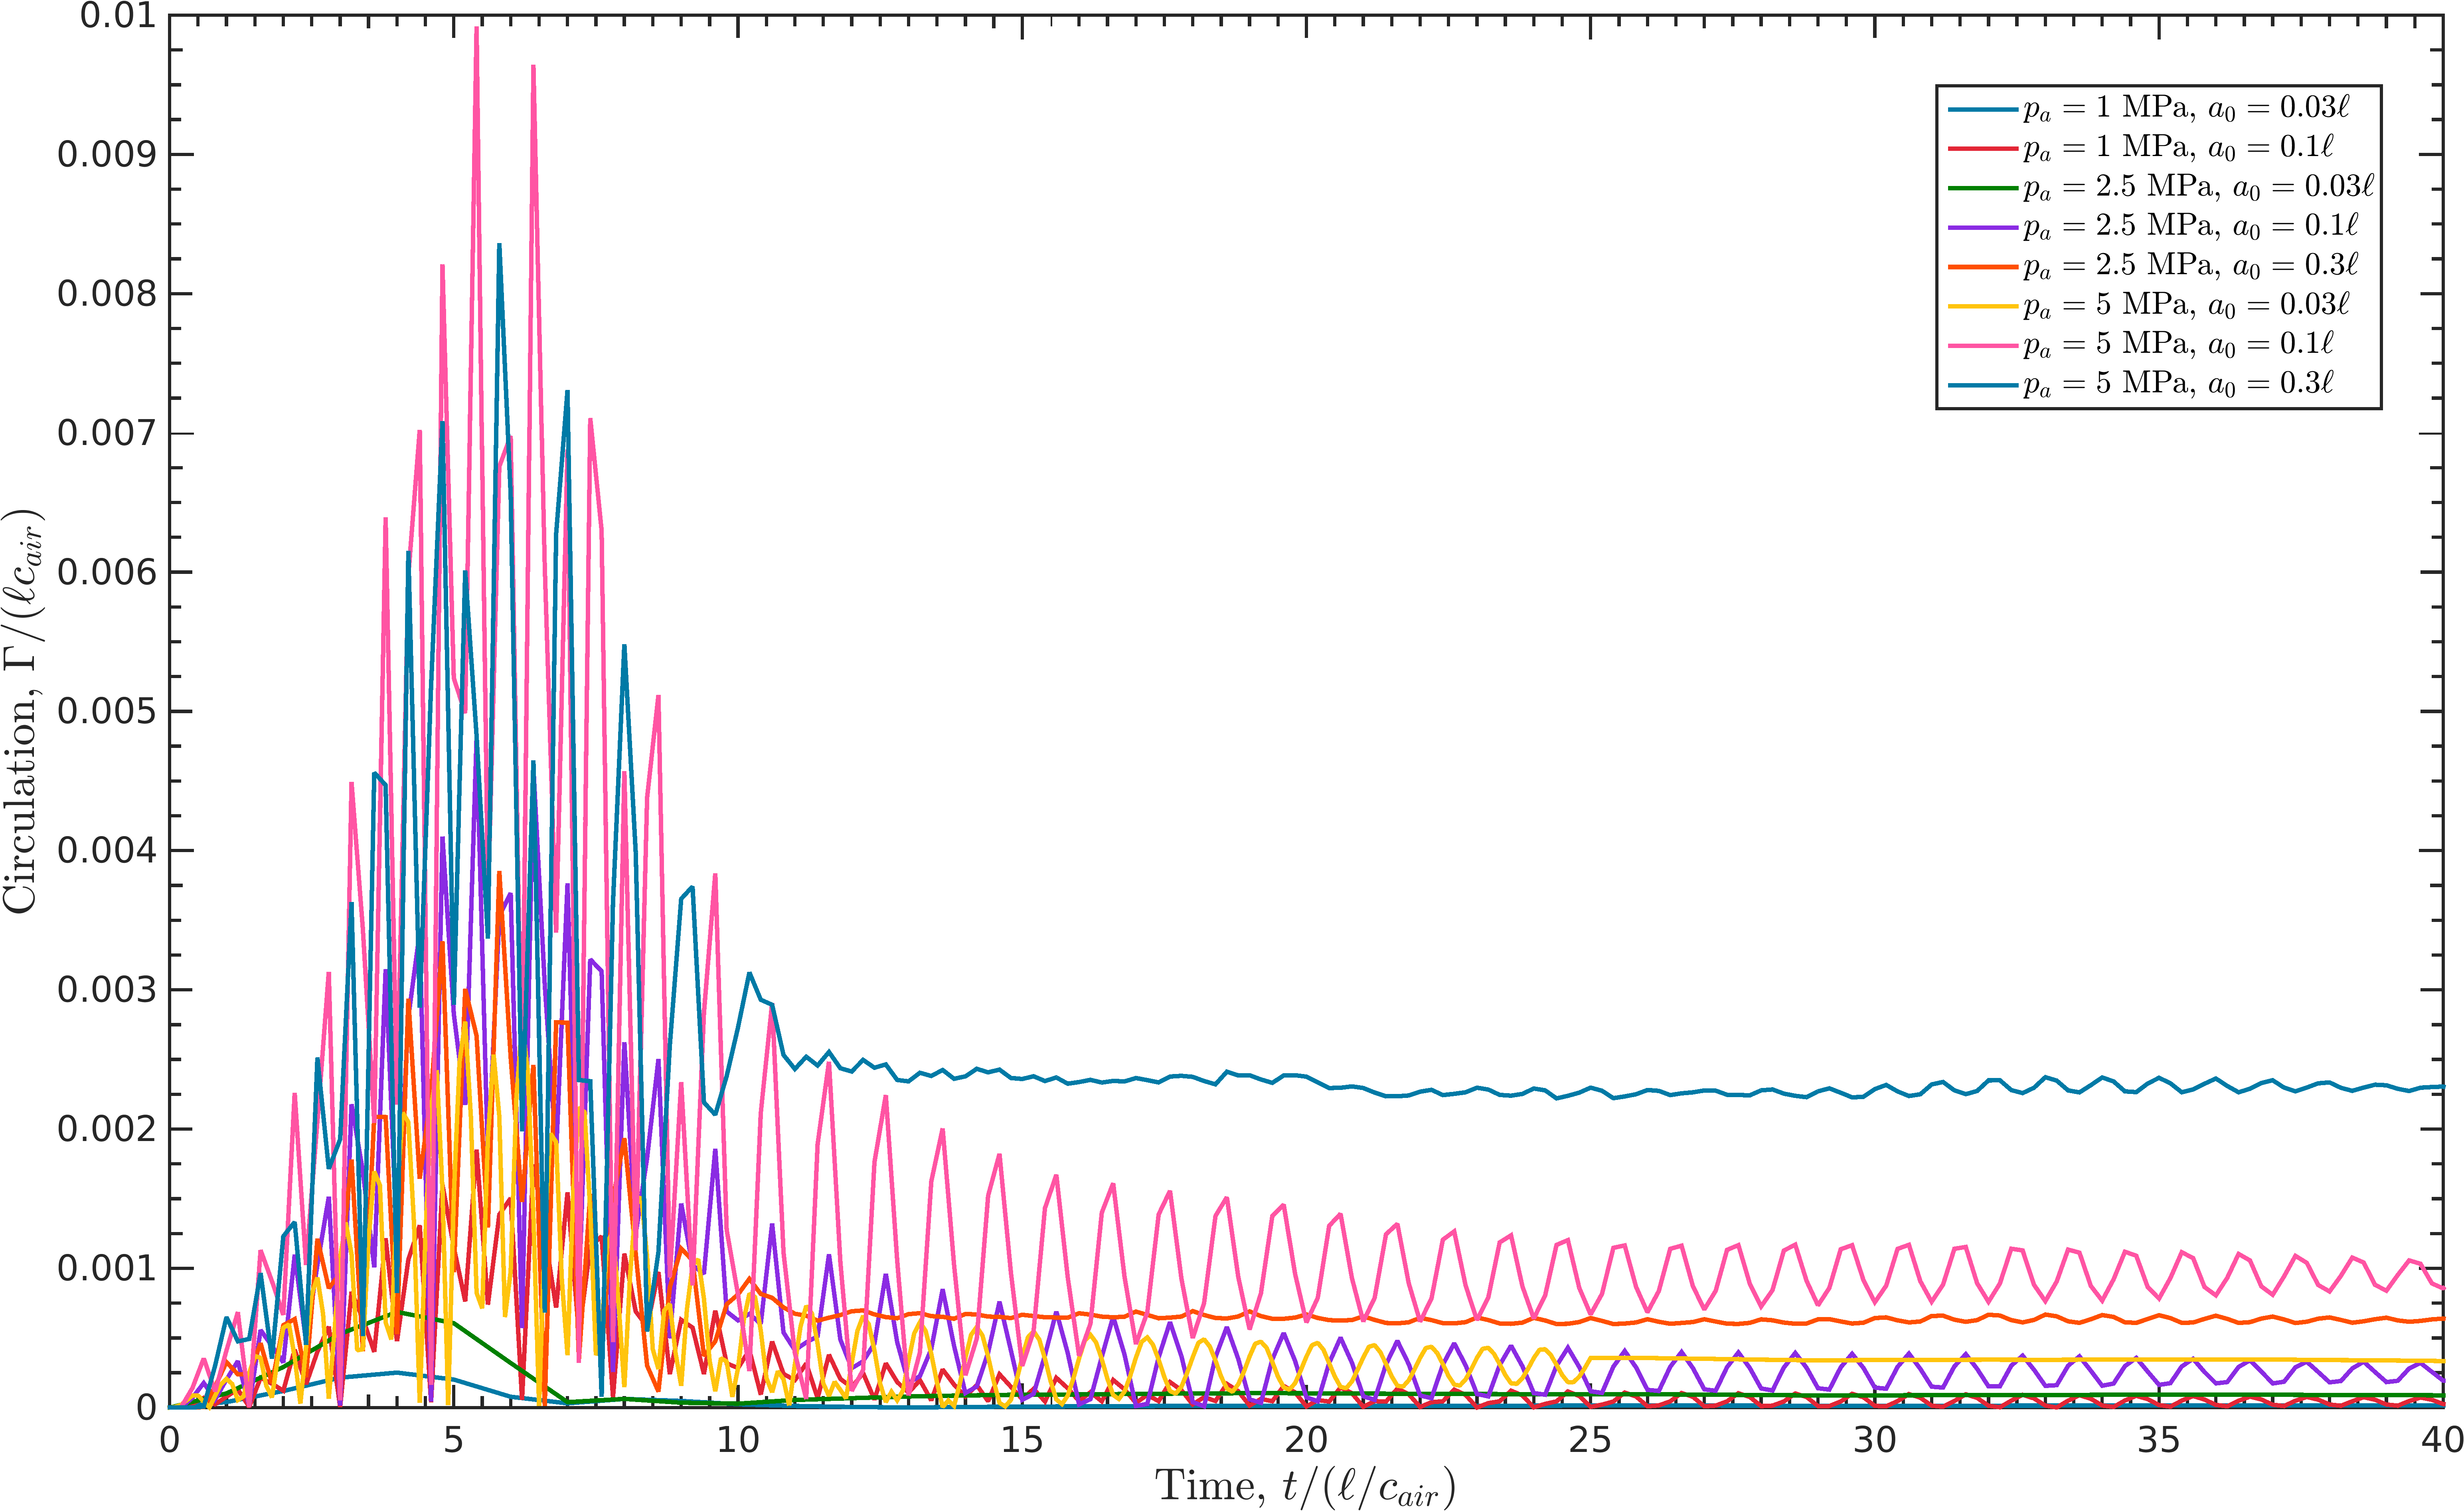 0.01
0.009
0.008
0.007
0.006
0.005
0.004
0.003
0.002
0.001
0
Circulation, Γ/(ℓc_air)
p_a = 1 MPa, a_0 = 0.03ℓ
p_a = 1 MPa, a_0 = 0.1ℓ
p_a = 2.5 MPa, a_0 = 0.03ℓ
p_a = 2.5 MPa, a_0 = 0.1ℓ
p_a = 2.5 MPa, a_0 = 0.3ℓ
p_a = 5 MPa, a_0 = 0.03ℓ
p_a = 5 MPa, a_0 = 0.1ℓ
p_a = 5 MPa, a_0 = 0.3ℓ
0 5 10 15 20 25 30 35 40
Time, t/(ℓ/c_air)